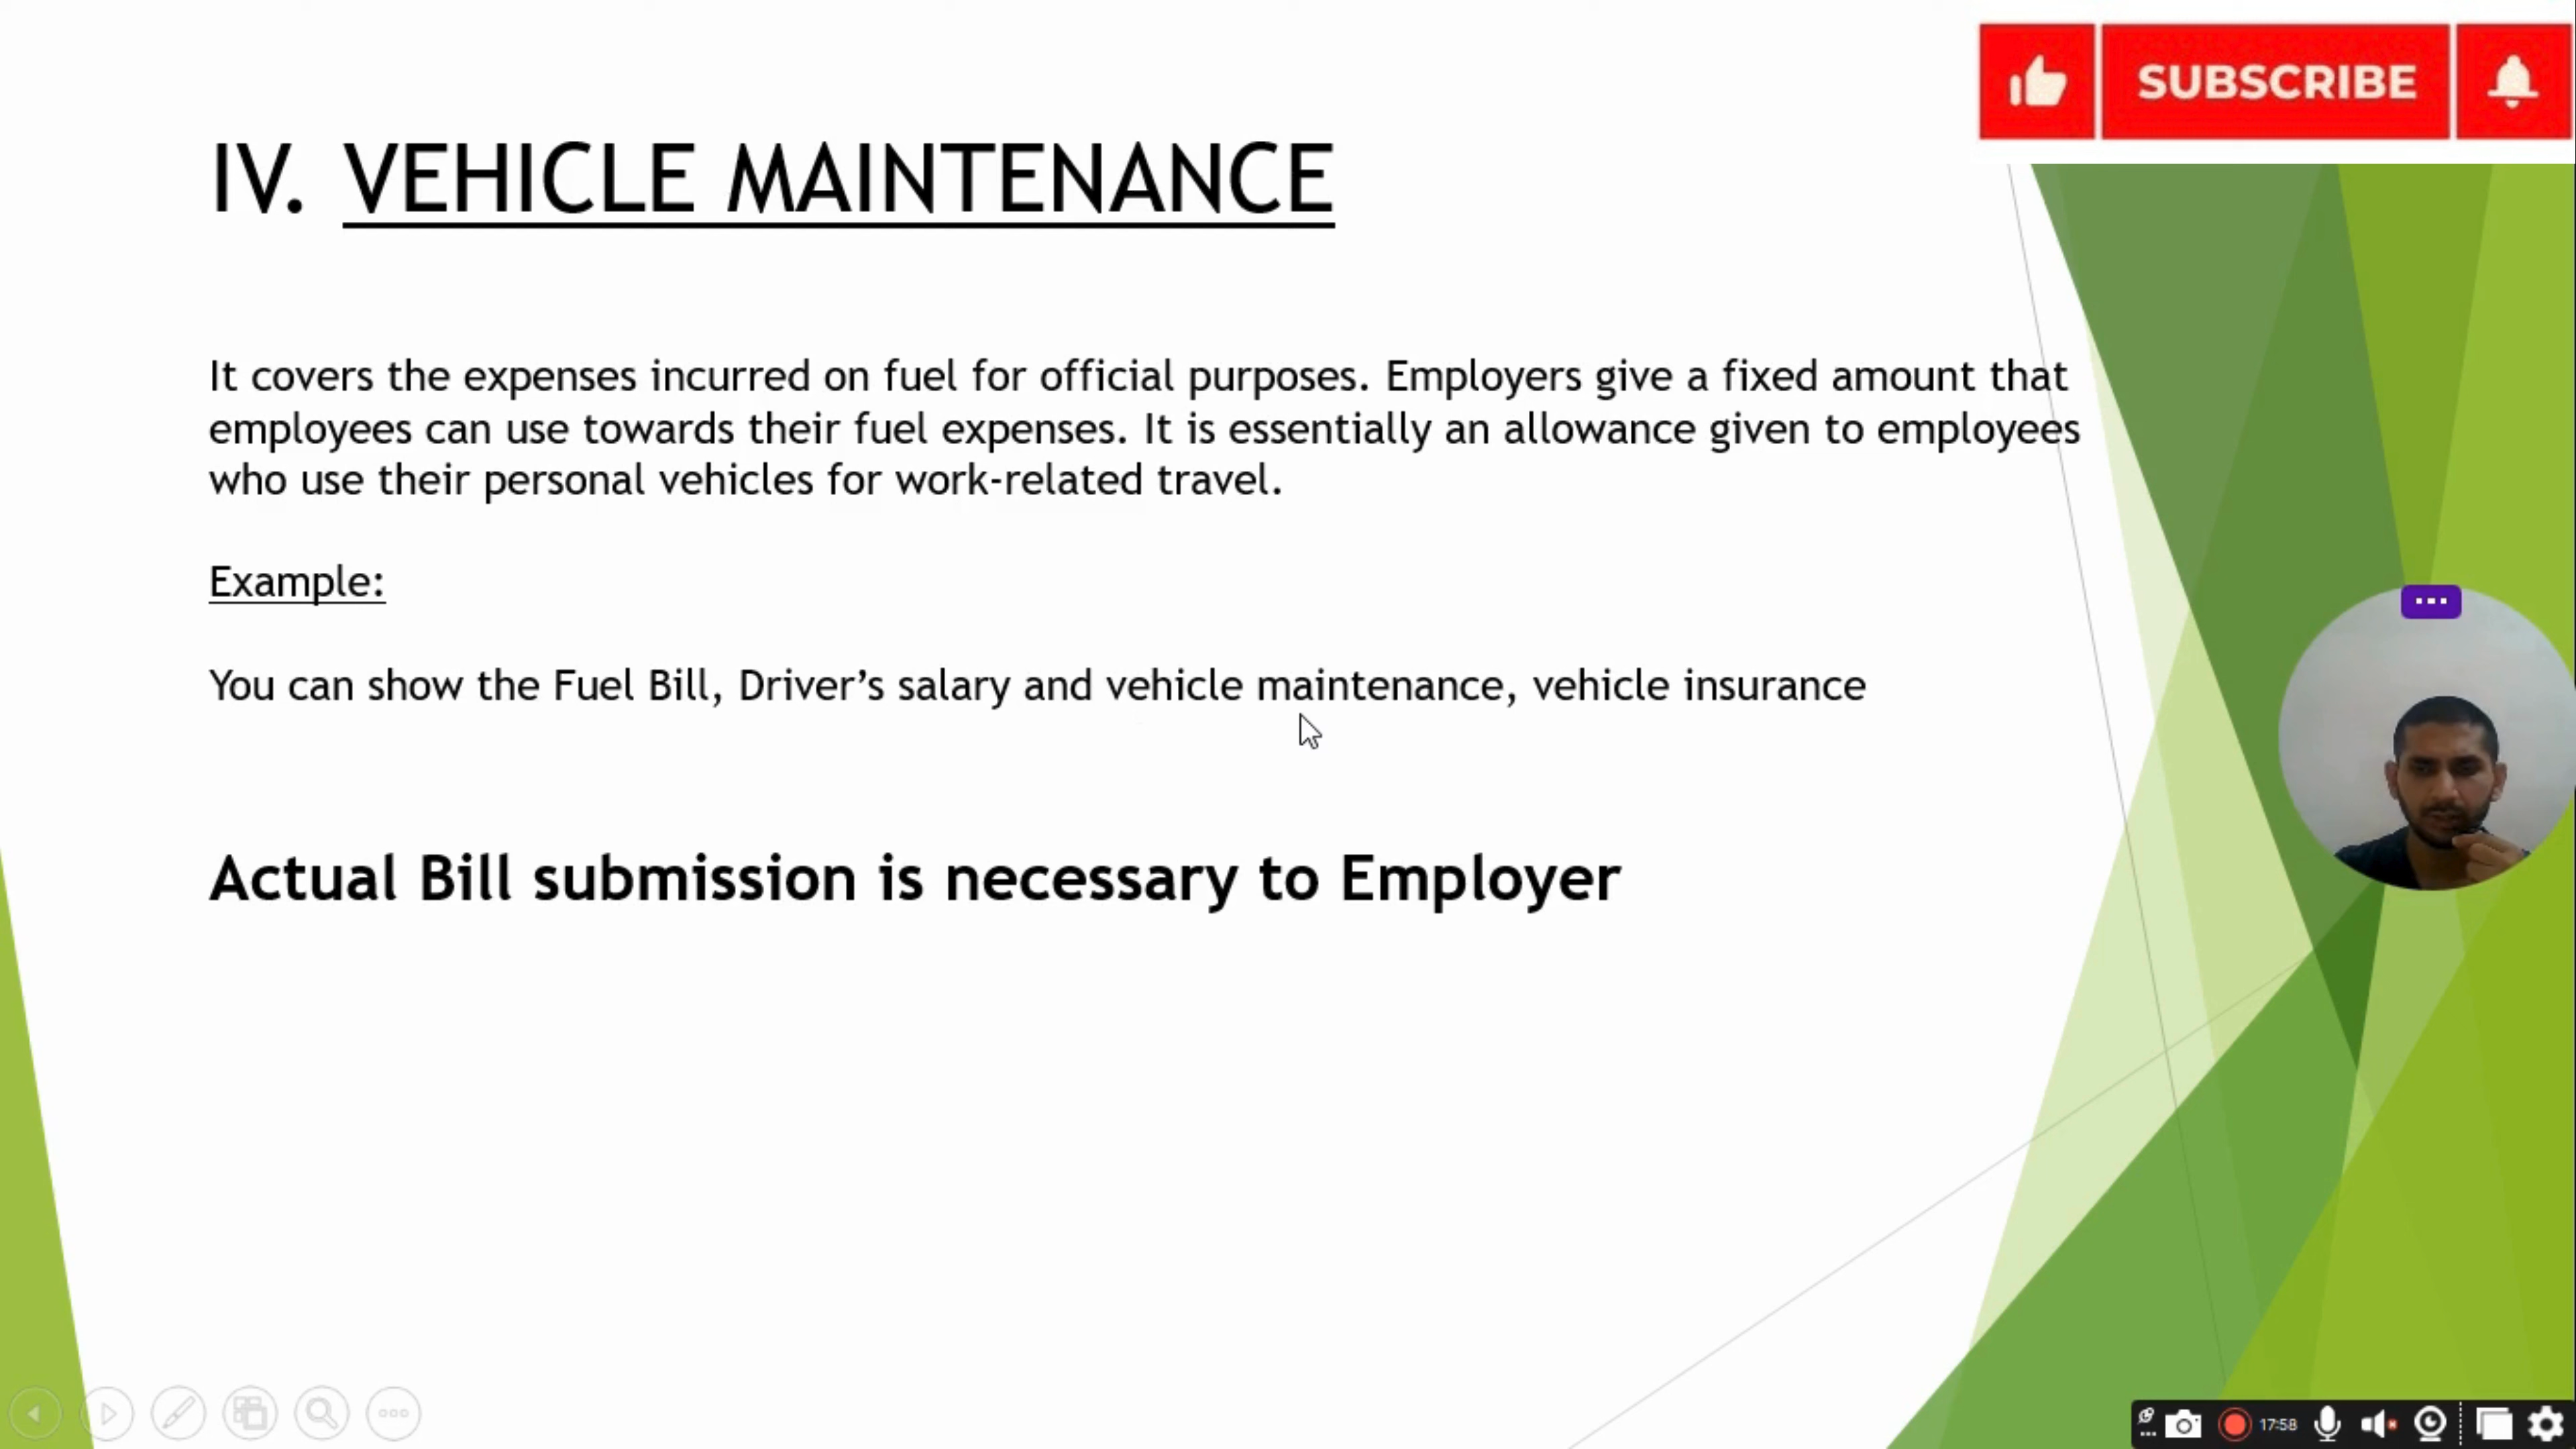 SUBSCRIBE
IV. VEHICLE MAINTENANCE
It covers the expenses incurred on fuel for official purposes. Employers give a fixed amount that
employees can use towards their fuel expenses. It is essentially an allowance given to employees
who use their personal vehicles for work-related travel.
Example:
You can show the Fuel Bill, Driver’s salary and vehicle maintenance, vehicle insurance
Actual Bill submission is necessary to Employer
17:58